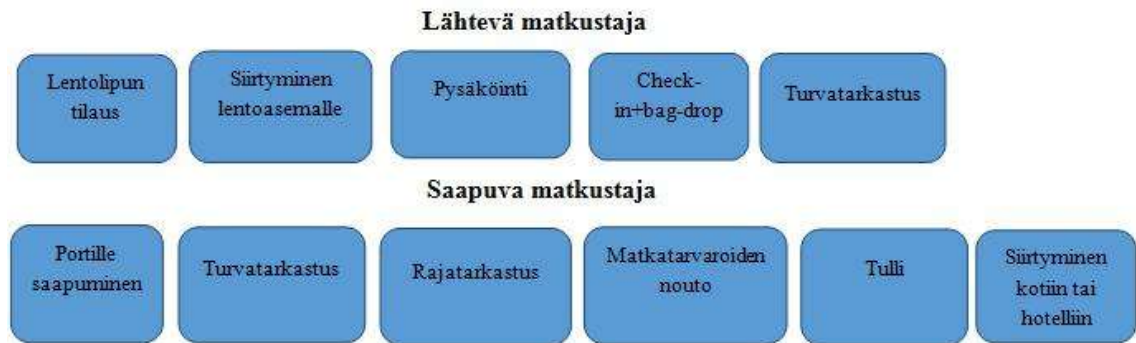 Lähtevä matkustaja
Lentolipun
tilaus
Siirtyminen
lentoasemalle
Pysäköinti
Check-
in+bag-drop
Turvatarkastus
Saapuva matkustaja
Portille
saapuminen
Turvatarkastus
Rajatarkastus
Matkatarvaroiden
nouto
Tulli
Siirtyminen
kotiin tai
hotelliin